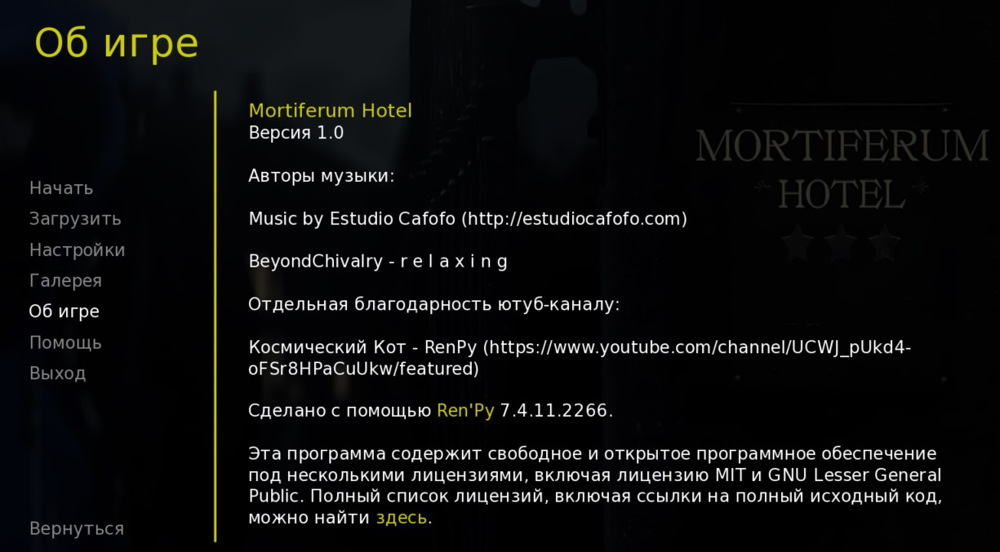 Об игре
Mortiferum Hotel
Версия 1.0
Авторы музыки:
Music by Estudio Cafofo (http://estudiocafofo.com)
BeyondChivalry - r e l a x i n g
Отдельная благодарность ютуб-каналу:
Космический Кот - RenPy (https://www.youtube.com/channel/UCWJ_pUkd4-
oFSr8HPaCuUkw/featured)
Сделано с помощью Ren'Py 7.4.11.2266.
Эта программа содержит свободное и открытое программное обеспечение
под несколькими лицензиями, включая лицензию MIT и GNU Lesser General
Public. Полный список лицензий, включая ссылки на полный исходный код,
можно найти здесь.
Начать
Загрузить
Настройки
Галерея
Об игре
Помощь
Выход
Вернуться
MORTIFERUM
HOTEL